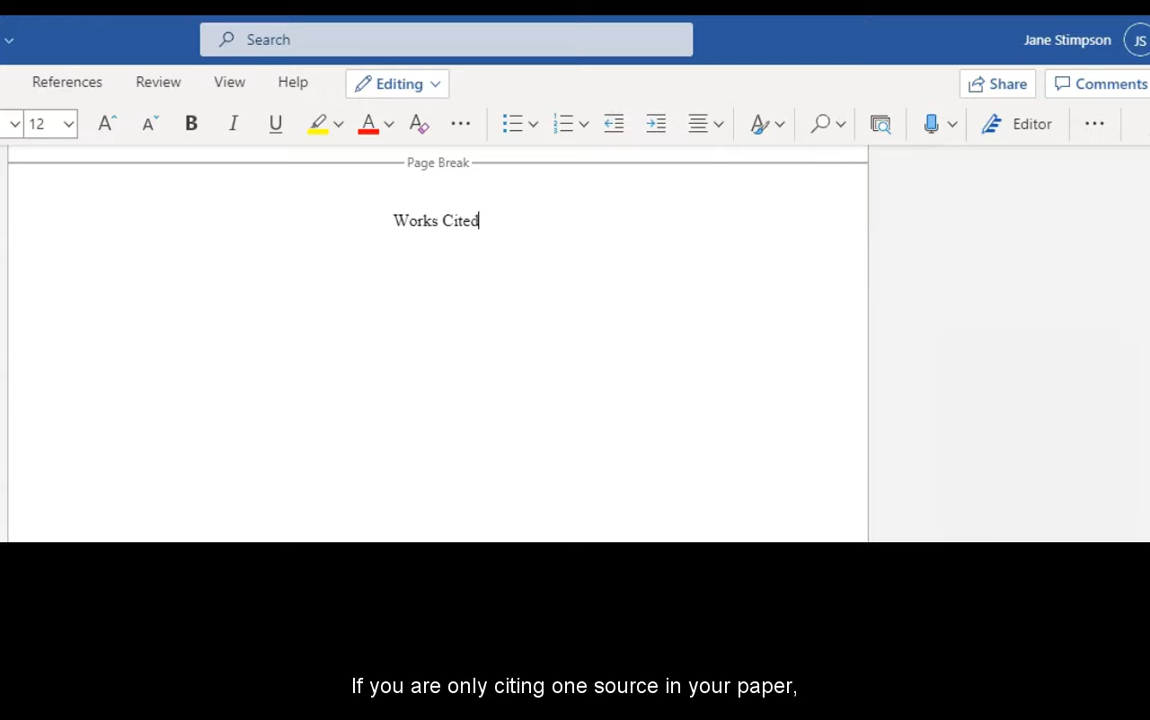 Search
Jane Stimpson JS
References Review View Help Editing Share Comments
12 A A B I U A A Editor
Page Break
Works Cited
If you are only citing one source in your paper,